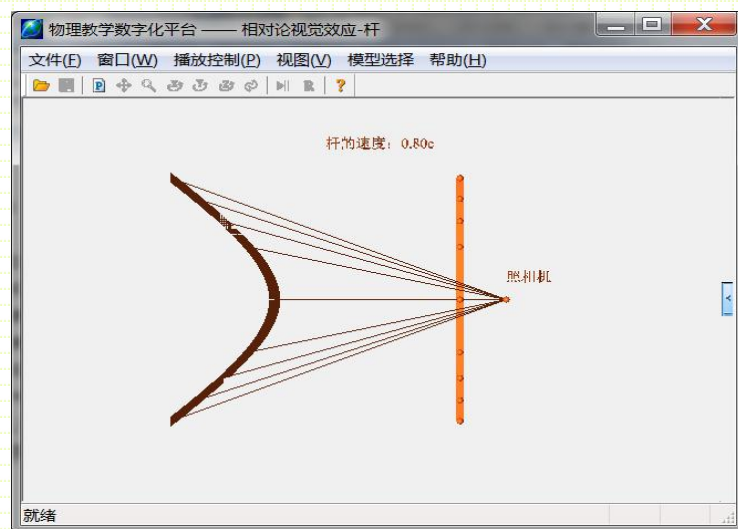 物理教学数字化平台 —— 相对论视觉效应-杆
文件(F) 窗口(W) 播放控制(P) 视图(V) 模型选择 帮助(H)
杆的速度：0.80c
照相机
就绪